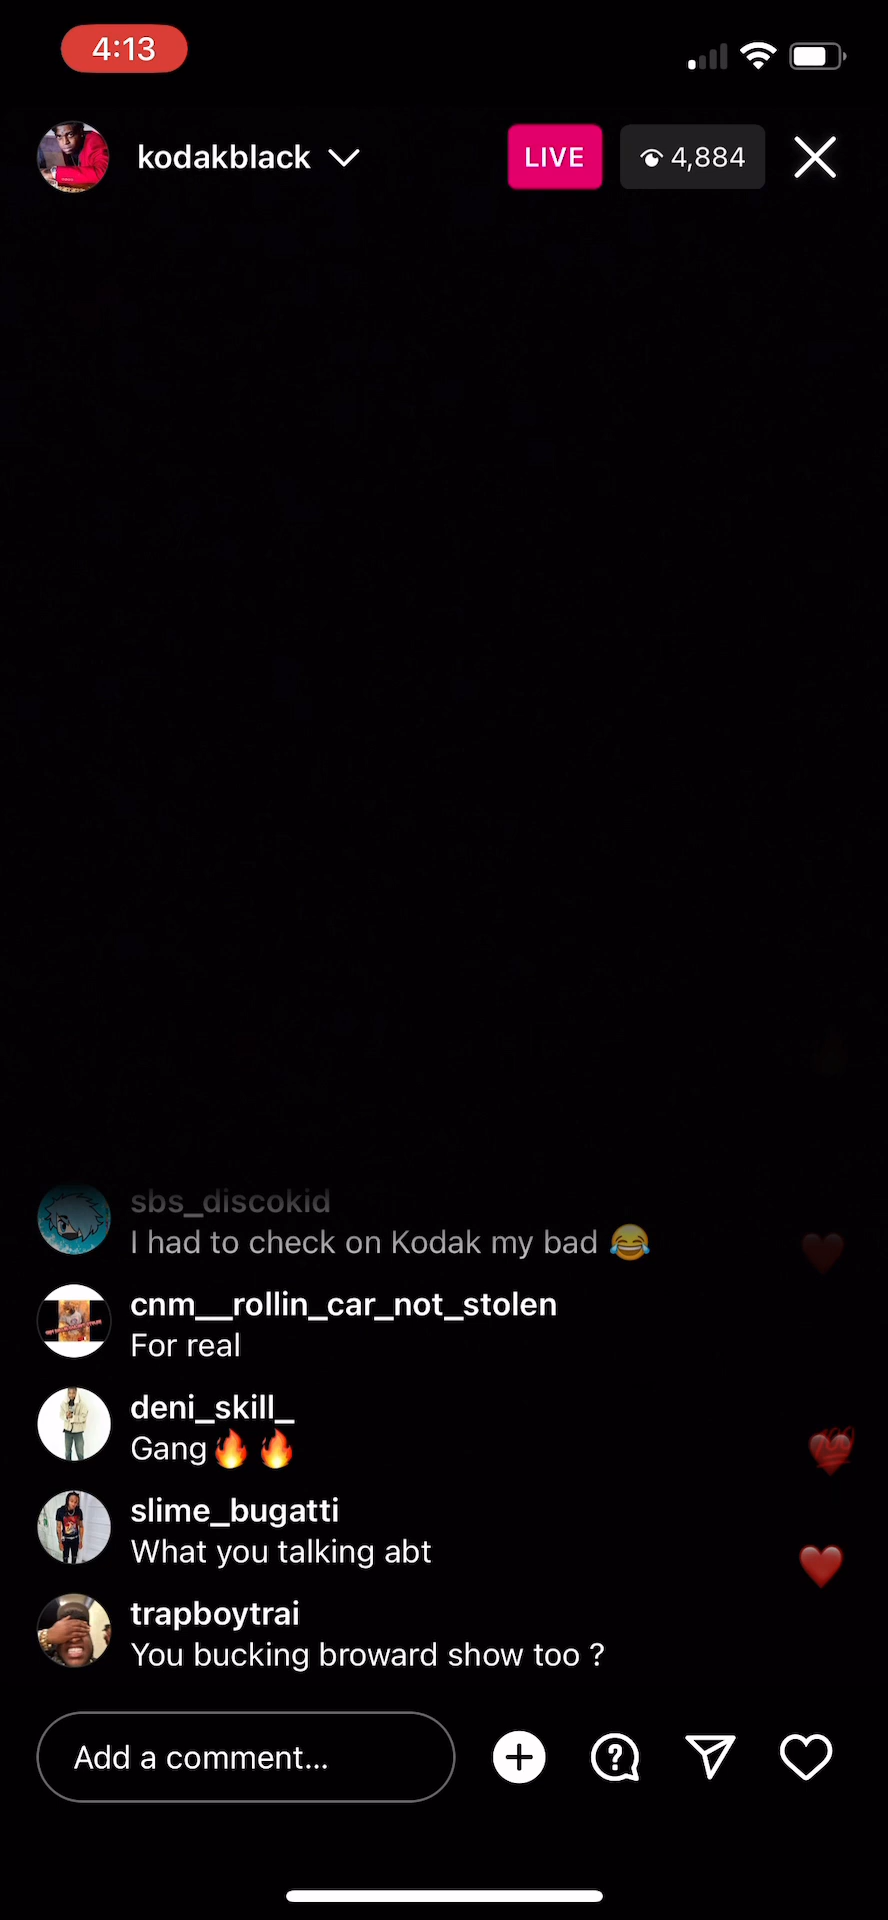 4:13
kodakblack
LIVE
4,884
sbs_discokid
I had to check on Kodak my bad 😂
cnm__rollin_car_not_stolen
For real
deni_skill_
Gang🔥🔥
slime_bugatti
What you talking abt
trapboytrai
You bucking broward show too ?
Add a comment...